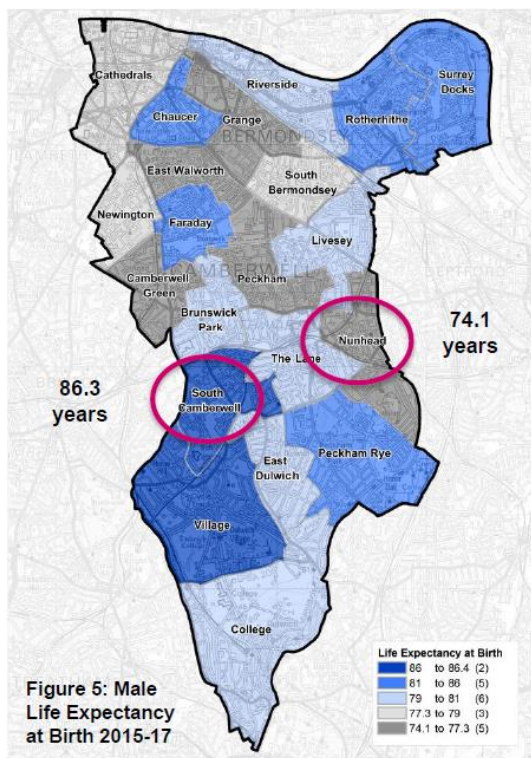 Cathedrals
Riverside
Surrey
Docks
Chaucer
Grange
Rotherhithe
BERMONDSEY
East Walworth
South
Bermondsey
Newington
Faraday
Livesey
Camberwell
Green
Peckham
Brunswick
Park
Nunhead
74.1
years
The Lane
86.3
years
South
Camberwell
Peckham Rye
East
Dulwich
Village
College
Life Expectancy at Birth
86 to 86.4 (2)
81 to 86 (5)
79 to 81 (6)
77.3 to 79 (3)
74.1 to 77.3 (5)
Figure 5: Male
Life Expectancy
at Birth 2015-17